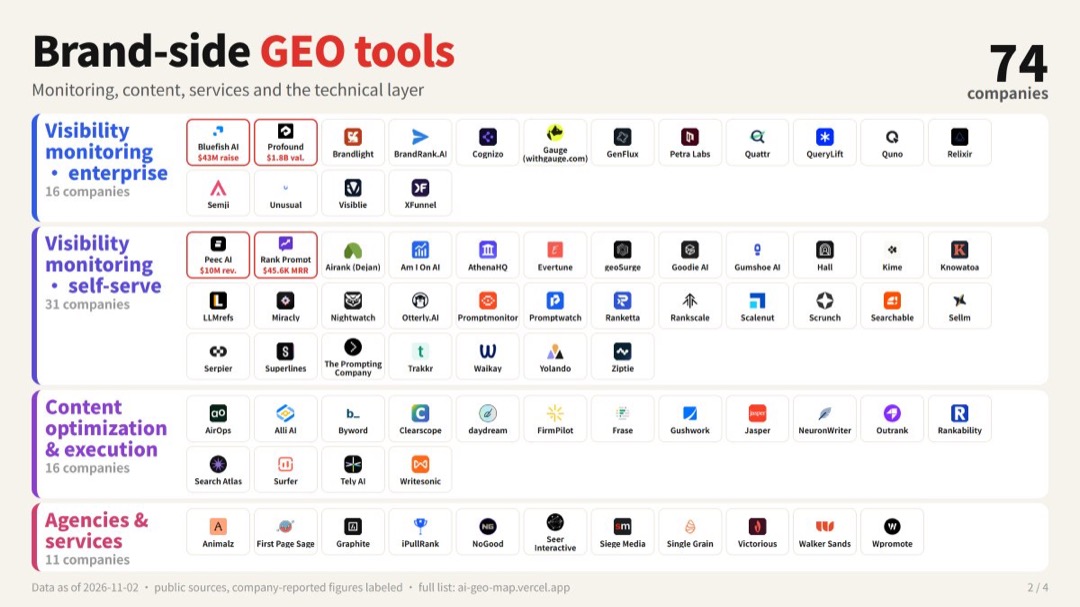 Brand-side GEO tools
Monitoring, content, services and the technical layer
74
companies
Visibility
monitoring
• enterprise
16 companies
Bluefish AI
$43M raise
Profound
$1.8B val.
Brandlight
BrandRank.AI
Cognizo
Gauge
(withgauge.com)
GenFlux
Petra Labs
Quattr
QueryLift
Quno
Relixir
Semji
Unusual
Visiblie
XFunnel
Visibility
monitoring
• self-serve
31 companies
Peec AI
$10M rev.
Rank Prompt
$45.6K MRR
Airank (Dejan)
Am I On AI
AthenaHQ
Evertune
geoSurge
Goodie AI
Gumshoe AI
Hall
Kime
Knowatoa
LLMrefs
Miracly
Nightwatch
Otterly.AI
Promptmonitor
Promptwatch
Ranketta
Rankscale
Scalenut
Scrunch
Searchable
Sellm
Serpier
Superlines
The Prompting
Company
Trakkr
Waikay
Yolando
Ziptie
Content
optimization
& execution
16 companies
AirOps
Alli AI
Byword
Clearscope
daydream
FirmPilot
Frase
Gushwork
Jasper
NeuronWriter
Outrank
Rankability
Search Atlas
Surfer
Tely AI
Writesonic
Agencies &
services
11 companies
Animalz
First Page Sage
Graphite
iPullRank
NoGood
Seer
Interactive
Siege Media
Single Grain
Victorious
Walker Sands
Wpromote
Data as of 2026-11-02 • public sources, company-reported figures labeled • full list: ai-geo-map.vercel.app
2 / 4